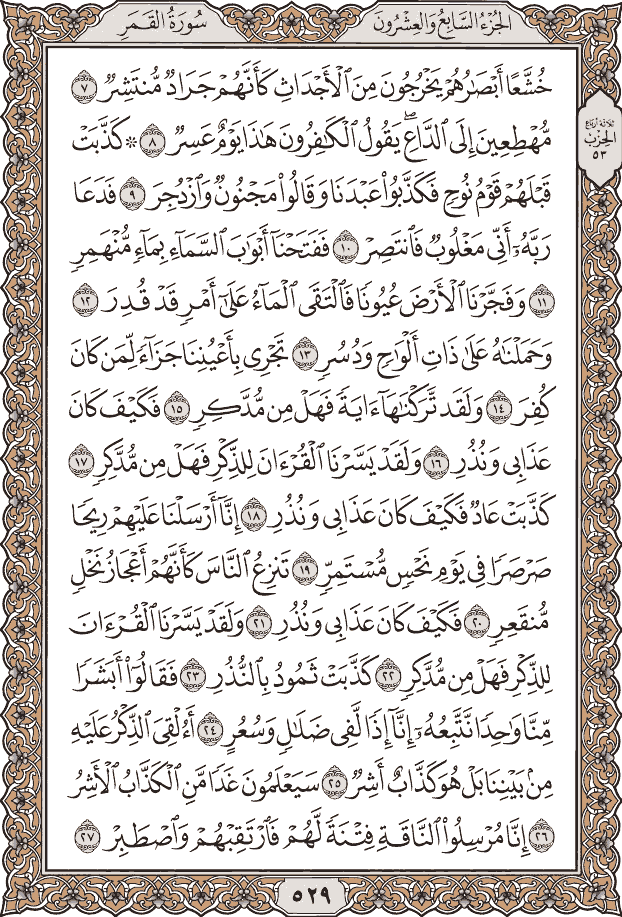 الجُزْءُ السَّابِعُ وَالعِشْرُونَ
سُورَةُ القَمَرِ
ثلاثة أرباع
الحِزْب
٥٣
خُشَّعًا أَبْصَٰرُهُمْ يَخْرُجُونَ مِنَ ٱلْأَجْدَاثِ كَأَنَّهُمْ جَرَادٌ مُّنتَشِرٌ ٧
مُّهْطِعِينَ إِلَى ٱلدَّاعِۖ يَقُولُ ٱلْكَٰفِرُونَ هَٰذَا يَوْمٌ عَسِرٌ ٨ ۞ كَذَّبَتْ
قَبْلَهُمْ قَوْمُ نُوحٍ فَكَذَّبُوا۟ عَبْدَنَا وَقَالُوا۟ مَجْنُونٌ وَٱزْدُجِرَ ٩ فَدَعَا
رَبَّهُۥٓ أَنِّى مَغْلُوبٌ فَٱنتَصِرْ ١٠ فَفَتَحْنَآ أَبْوَٰبَ ٱلسَّمَآءِ بِمَآءٍ مُّنْهَمِرٍ
١١ وَفَجَّرْنَا ٱلْأَرْضَ عُيُونًا فَٱلْتَقَى ٱلْمَآءُ عَلَىٰٓ أَمْرٍ قَدْ قُدِرَ ١٢
وَحَمَلْنَٰهُ عَلَىٰ ذَاتِ أَلْوَٰحٍ وَدُسُرٍ ١٣ تَجْرِى بِأَعْيُنِنَا جَزَآءً لِّمَن كَانَ
كُفِرَ ١٤ وَلَقَد تَّرَكْنَٰهَآ ءَايَةً فَهَلْ مِن مُّدَّكِرٍ ١٥ فَكَيْفَ كَانَ
عَذَابِى وَنُذُرِ ١٦ وَلَقَدْ يَسَّرْنَا ٱلْقُرْءَانَ لِلذِّكْرِ فَهَلْ مِن مُّدَّكِرٍ ١٧
كَذَّبَتْ عَادٌ فَكَيْفَ كَانَ عَذَابِى وَنُذُرِ ١٨ إِنَّآ أَرْسَلْنَا عَلَيْهِمْ رِيحًا
صَرْصَرًا فِى يَوْمِ نَحْسٍ مُّسْتَمِرٍّ ١٩ تَنزِعُ ٱلنَّاسَ كَأَنَّهُمْ أَعْجَازُ نَخْلٍ
مُّنقَعِرٍ ٢٠ فَكَيْفَ كَانَ عَذَابِى وَنُذُرِ ٢١ وَلَقَدْ يَسَّرْنَا ٱلْقُرْءَانَ
لِلذِّكْرِ فَهَلْ مِن مُّدَّكِرٍ ٢٢ كَذَّبَتْ ثَمُودُ بِٱلنُّذُرِ ٢٣ فَقَالُوٓا۟ أَبَشَرًا
مِّنَّا وَٰحِدًا نَّتَّبِعُهُۥٓ إِنَّآ إِذًا لَّفِى ضَلَٰلٍ وَسُعُرٍ ٢٤ أَءُلْقِىَ ٱلذِّكْرُ عَلَيْهِ
مِنۢ بَيْنِنَا بَلْ هُوَ كَذَّابٌ أَشِرٌ ٢٥ سَيَعْلَمُونَ غَدًا مَّنِ ٱلْكَذَّابُ ٱلْأَشِرُ
٢٦ إِنَّا مُرْسِلُوا۟ ٱلنَّاقَةِ فِتْنَةً لَّهُمْ فَٱرْتَقِبْهُمْ وَٱصْطَبِرْ ٢٧
٥٢٩